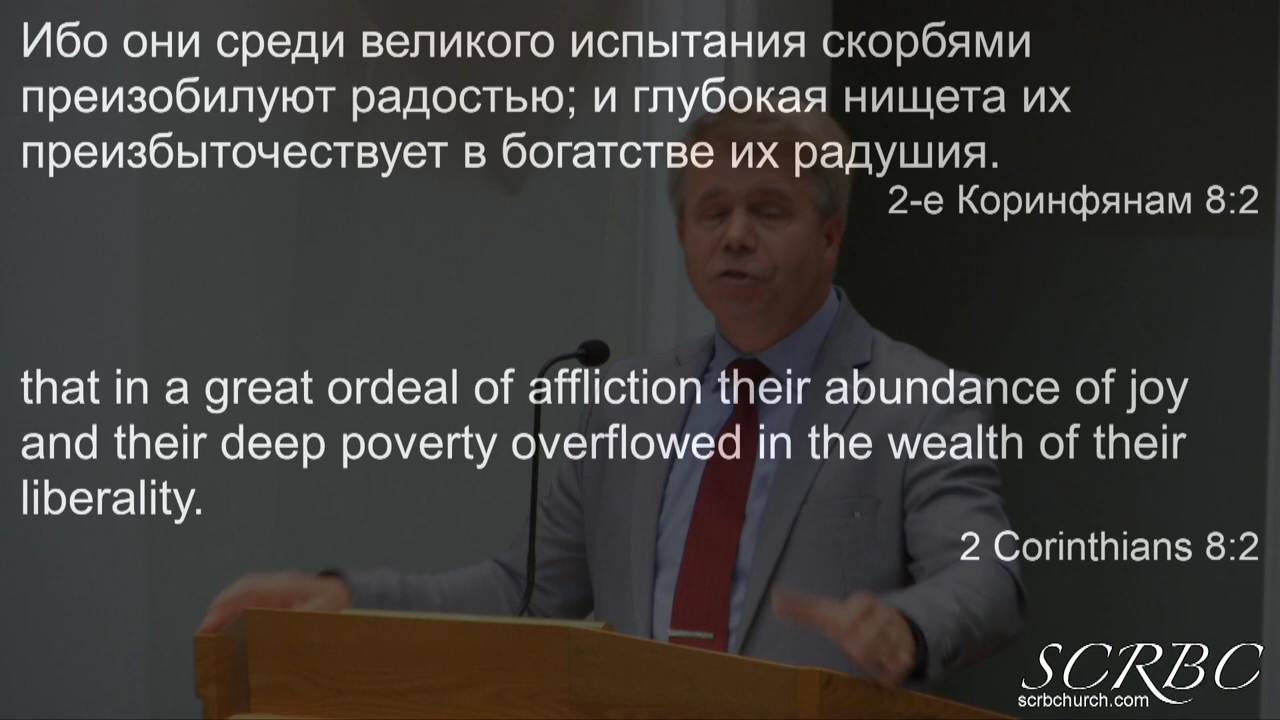 Ибо они среди великого испытания скорбями
преизобилуют радостью; и глубокая нищета их
преизбыточествует в богатстве их радушия.
2-е Коринфянам 8:2
that in a great ordeal of affliction their abundance of joy
and their deep poverty overflowed in the wealth of their
liberality.
2 Corinthians 8:2
SCRBC
scrbchurch.com